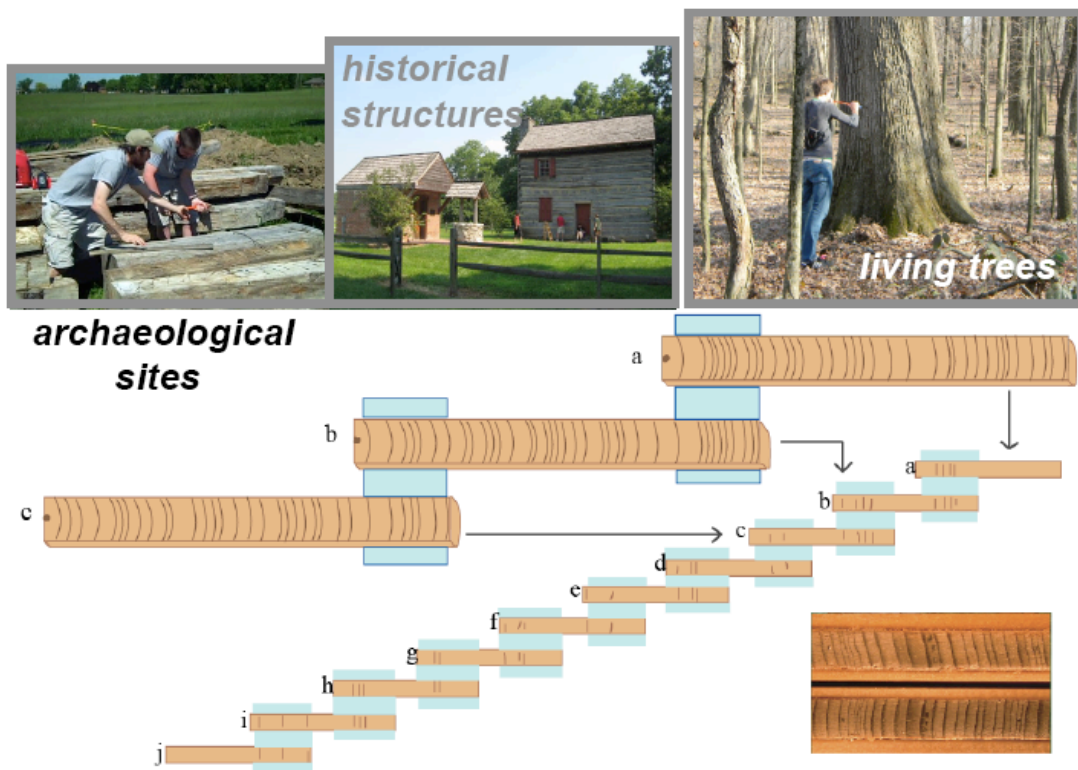 historical
structures
living trees
archaeological
sites
a
b
c
a
b
c
d
e
f
g
h
i
j